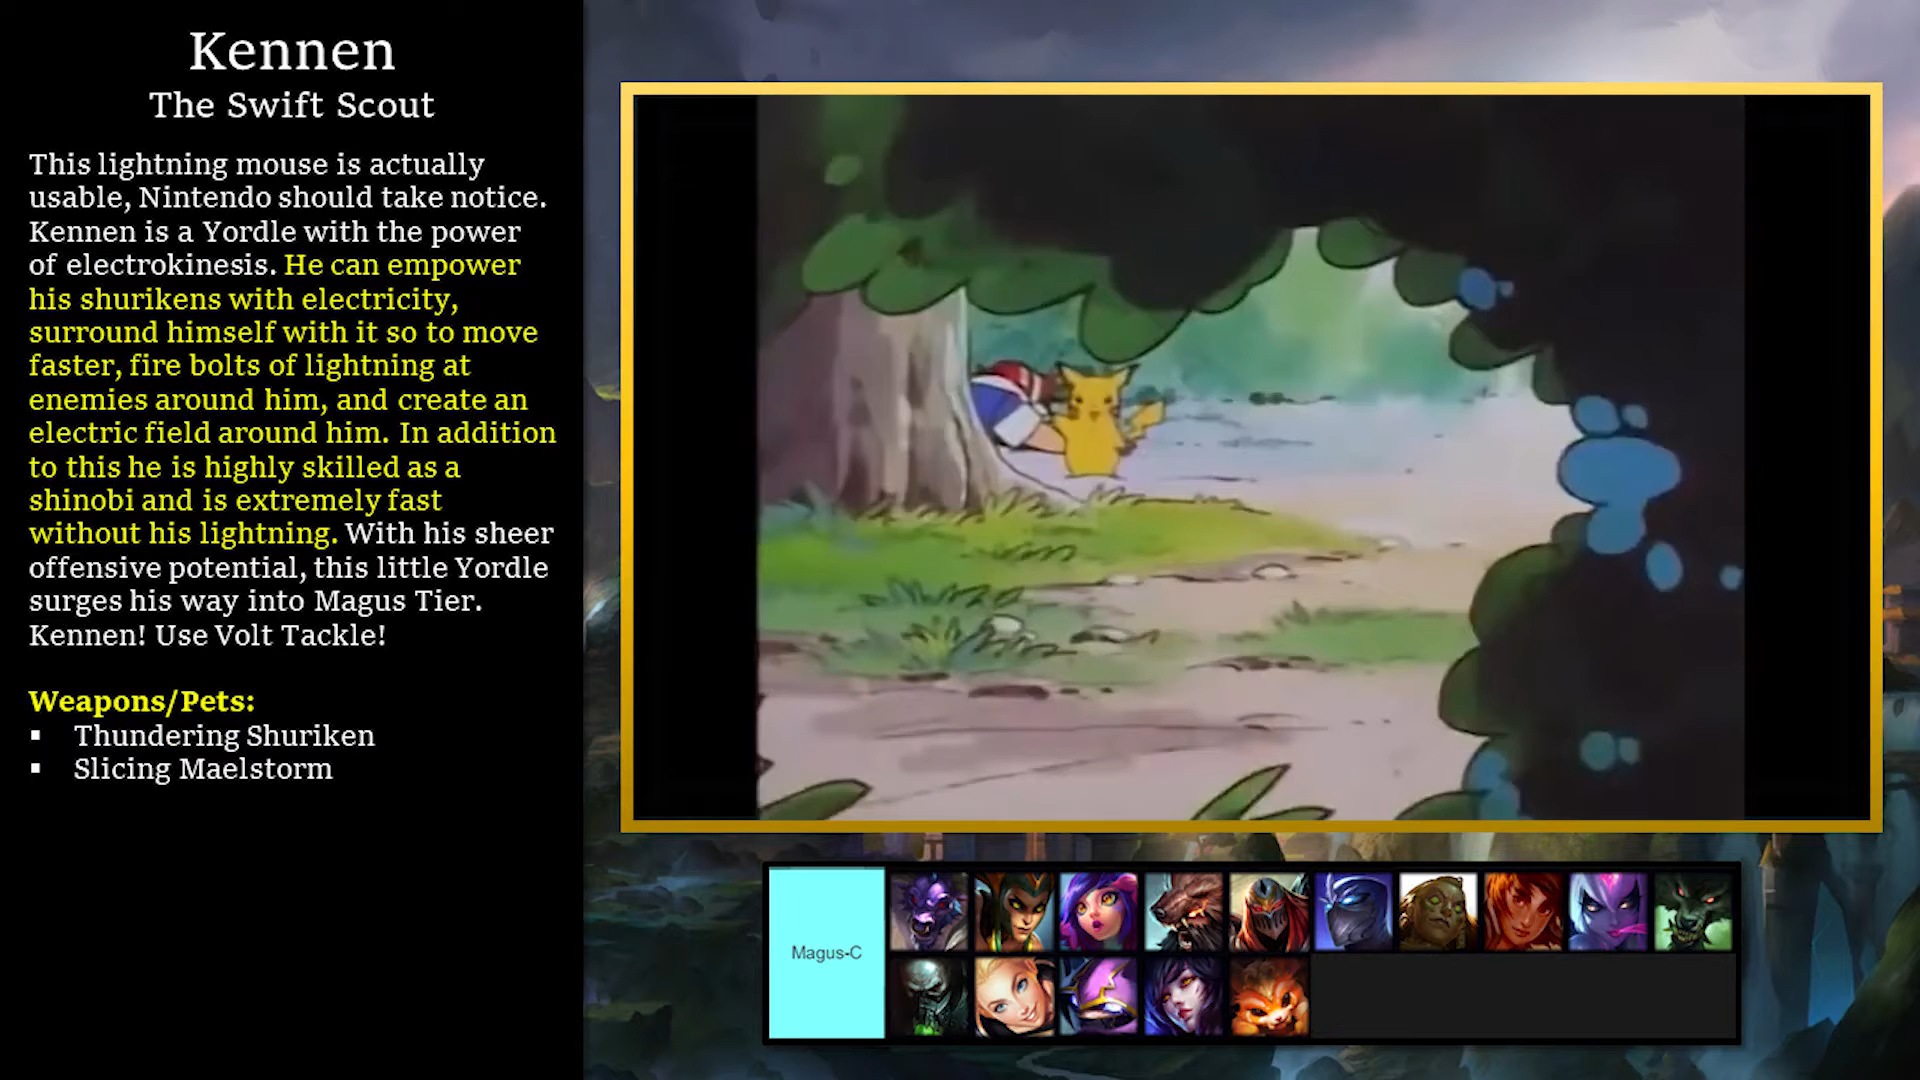 Kennen
The Swift Scout
This lightning mouse is actually
usable, Nintendo should take notice.
Kennen is a Yordle with the power
of electrokinesis. He can empower
his shurikens with electricity,
surround himself with it so to move
faster, fire bolts of lightning at
enemies around him, and create an
electric field around him. In addition
to this he is highly skilled as a
shinobi and is extremely fast
without his lightning. With his sheer
offensive potential, this little Yordle
surges his way into Magus Tier.
Kennen! Use Volt Tackle!
Weapons/Pets:
▪ Thundering Shuriken
▪ Slicing Maelstorm
Magus-C